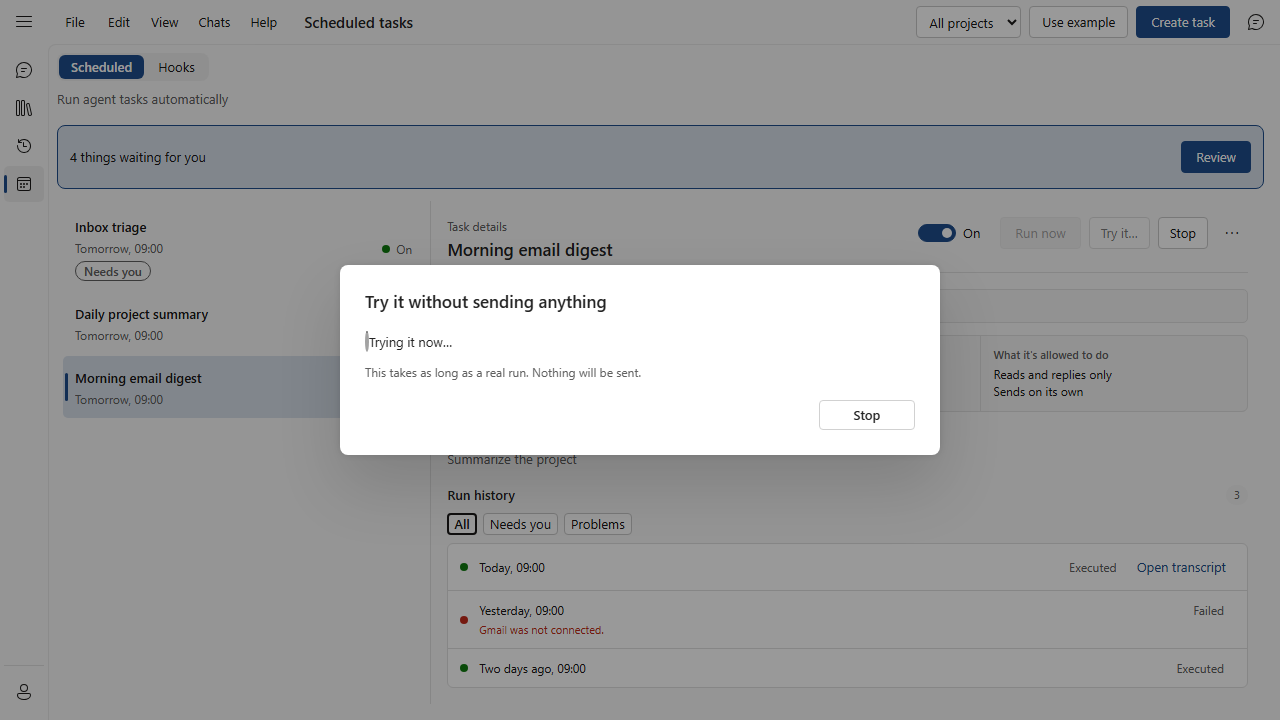 File Edit View Chats Help Scheduled tasks All projects Use example Create task
Scheduled Hooks
Run agent tasks automatically
4 things waiting for you Review
Inbox triage
Tomorrow, 09:00 On
Needs you
Daily project summary
Tomorrow, 09:00
Morning email digest
Tomorrow, 09:00
Task details
Morning email digest On Run now Try it... Stop
Try it without sending anything
Trying it now...
This takes as long as a real run. Nothing will be sent.
Stop
What it's allowed to do
Reads and replies only
Sends on its own
Summarize the project
Run history 3
All Needs you Problems
Today, 09:00 Executed Open transcript
Yesterday, 09:00 Failed
Gmail was not connected.
Two days ago, 09:00 Executed